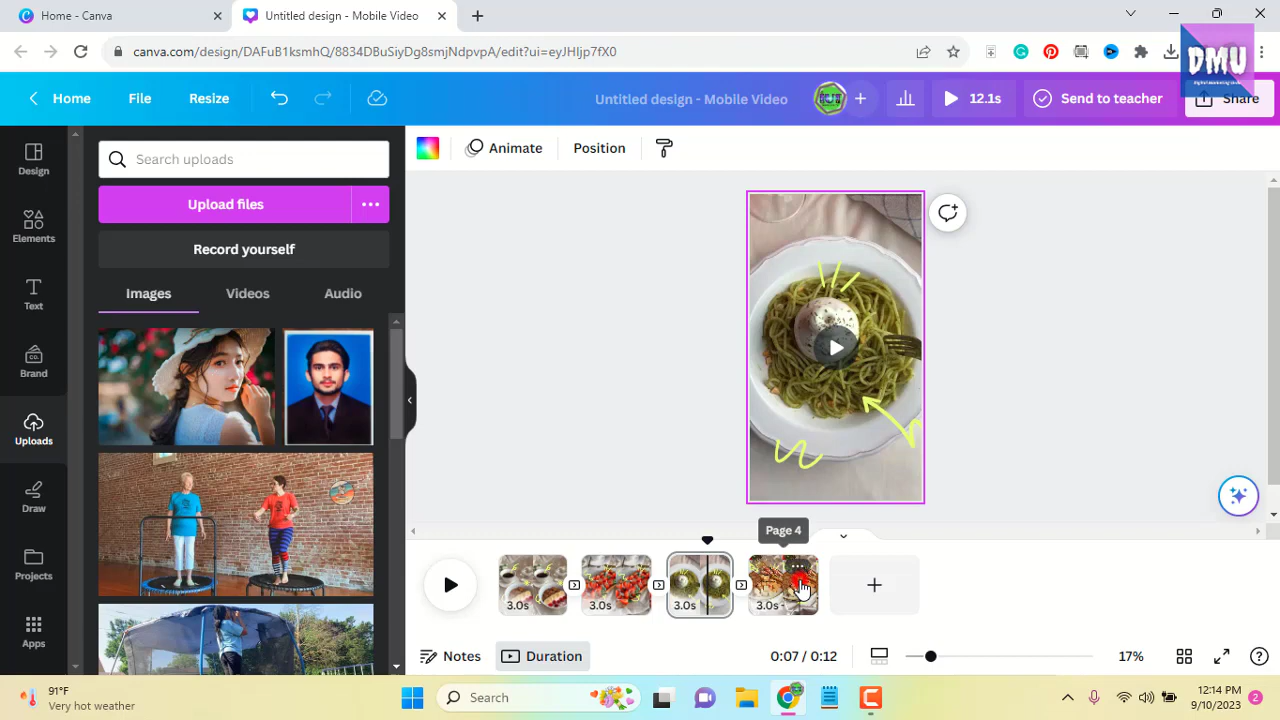 Home - Canva
Untitled design - Mobile Video
canva.com/design/DAFuB1ksmhQ/8834DBuSiyDg8smjNdpvpA/edit?ui=eyJHIjp7fX0
DMU
Home
File
Resize
Untitled design - Mobile Video
12.1s
Send to teacher
Share
Design
Elements
Text
Brand
Uploads
Draw
Projects
Apps
Search uploads
Upload files
Record yourself
Images
Videos
Audio
Animate
Position
Page 4
3.0s
3.0s
3.0s
3.0s
Notes
Duration
0:07 / 0:12
17%
91°F
Very hot weather
Search
12:14 PM
9/10/2023
2